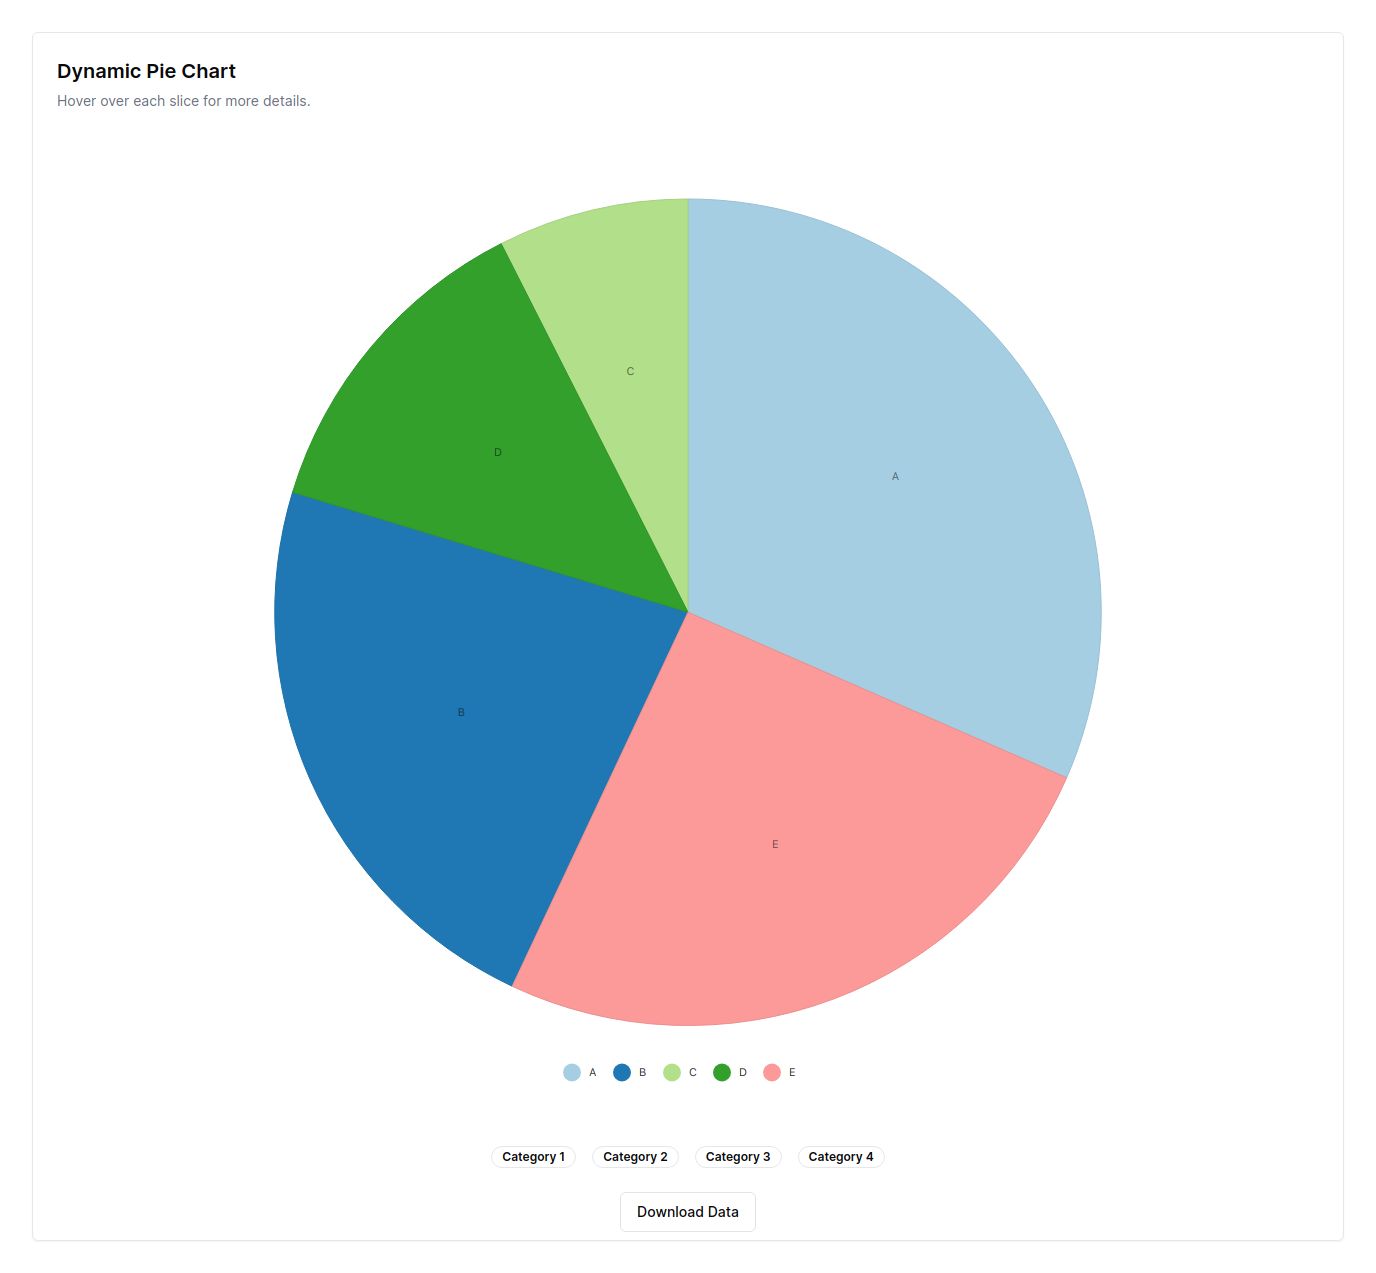 Dynamic Pie Chart
Hover over each slice for more details.
C
D
A
B
E
A B C D E
Category 1 Category 2 Category 3 Category 4
Download Data